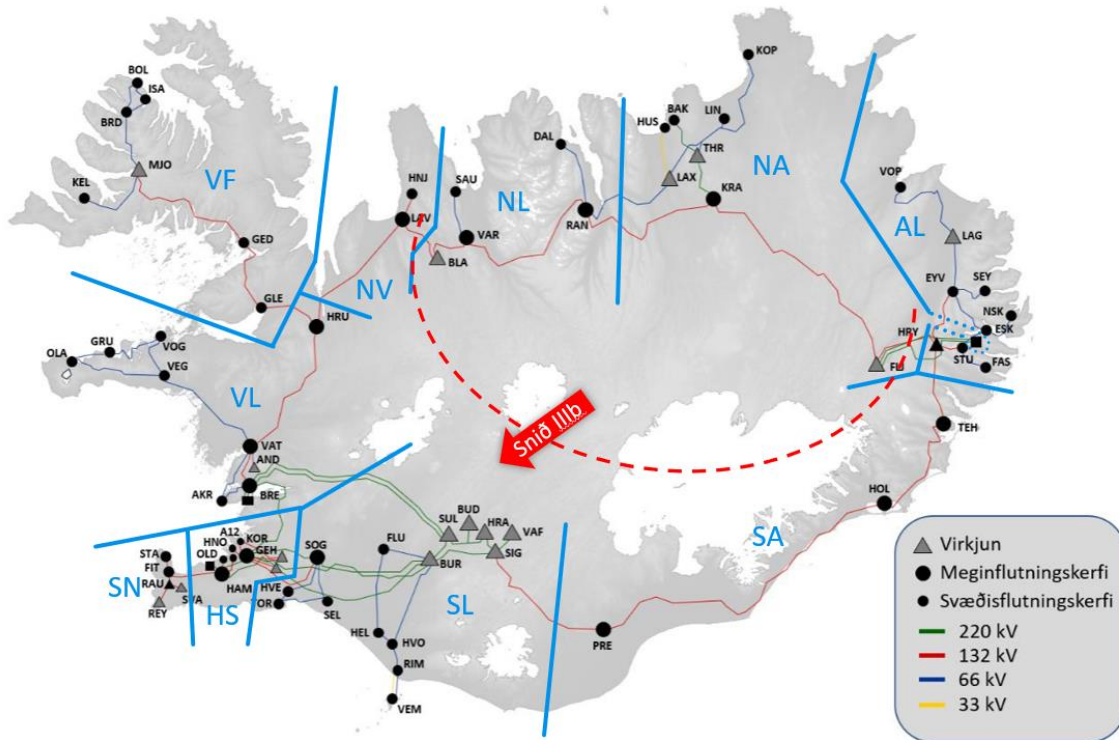 KOP
BOL
ISA
BRD
MJO
KEL
VF
GED
GLE
HNJ
LAV
SAU
NL
DAL
VAR
BLA
RAN
HUS
BAK
LIN
THR
LAX
KRA
NA
VOP
AL
LAG
EYV
SEY
NSK
ESK
HRY
STU
FAS
FLJ
TEH
HOL
NV
HRU
OLA
GRU
VOG
VEG
VL
VAT
AND
BRE
AKR
Snið IIIb
SUL
BUD
HRA
VAF
SIG
FLU
BUR
A12
KOR
HNO
GEH
OLD
SOG
STA
FIT
RAU
SVA
REY
HAM
HVE
SEL
SN
HS
SL
SA
HEL
HVO
RIM
VEM
PRE
Virkjun
Meginflutningskerfi
Svæðisflutningskerfi
220 kV
132 kV
66 kV
33 kV